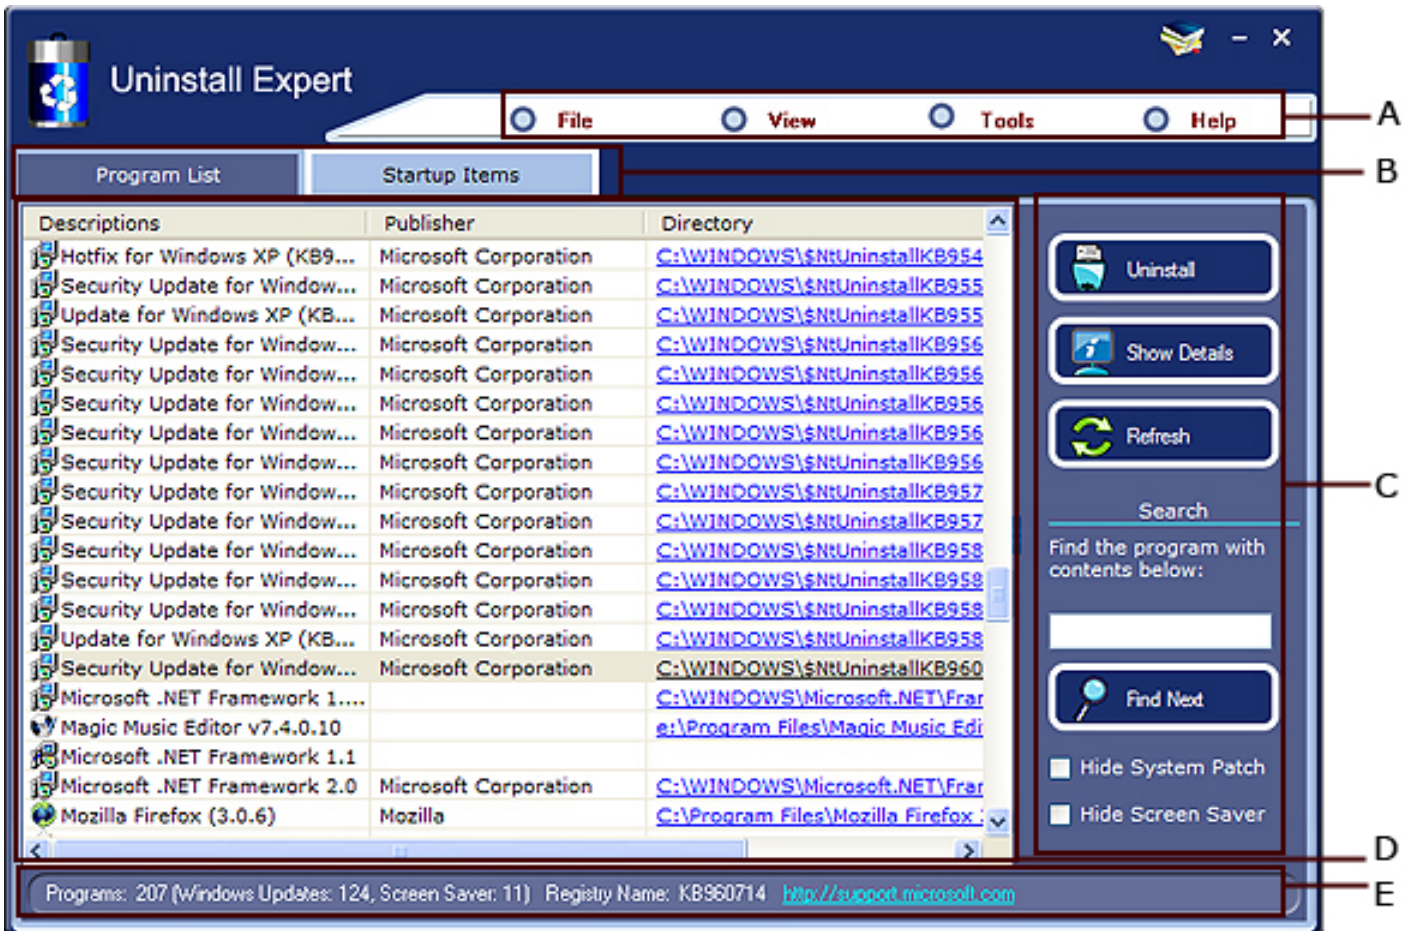 Uninstall Expert
File View Tools Help
A
Program List Startup Items
B
Descriptions Publisher Directory
Hotfix for Windows XP (KB9... Microsoft Corporation C:\WINDOWS\$NtUninstallKB954
Security Update for Window... Microsoft Corporation C:\WINDOWS\$NtUninstallKB955
Update for Windows XP (KB... Microsoft Corporation C:\WINDOWS\$NtUninstallKB955
Security Update for Window... Microsoft Corporation C:\WINDOWS\$NtUninstallKB956
Security Update for Window... Microsoft Corporation C:\WINDOWS\$NtUninstallKB956
Security Update for Window... Microsoft Corporation C:\WINDOWS\$NtUninstallKB956
Security Update for Window... Microsoft Corporation C:\WINDOWS\$NtUninstallKB956
Security Update for Window... Microsoft Corporation C:\WINDOWS\$NtUninstallKB956
Security Update for Window... Microsoft Corporation C:\WINDOWS\$NtUninstallKB957
Security Update for Window... Microsoft Corporation C:\WINDOWS\$NtUninstallKB957
Security Update for Window... Microsoft Corporation C:\WINDOWS\$NtUninstallKB958
Security Update for Window... Microsoft Corporation C:\WINDOWS\$NtUninstallKB958
Security Update for Window... Microsoft Corporation C:\WINDOWS\$NtUninstallKB958
Update for Windows XP (KB... Microsoft Corporation C:\WINDOWS\$NtUninstallKB958
Security Update for Window... Microsoft Corporation C:\WINDOWS\$NtUninstallKB960
Microsoft .NET Framework 1.... C:\WINDOWS\Microsoft.NET\Fran
Magic Music Editor v7.4.0.10 e:\Program Files\Magic Music Edi
Microsoft .NET Framework 1.1
Microsoft .NET Framework 2.0 Microsoft Corporation C:\WINDOWS\Microsoft.NET\Fran
Mozilla Firefox (3.0.6) Mozilla C:\Program Files\Mozilla Firefox
Uninstall
Show Details
Refresh
C
Search
Find the program with
contents below:
Find Next
Hide System Patch
Hide Screen Saver
D
Programs: 207 (Windows Updates: 124, Screen Saver: 11) Registry Name: KB960714 http://support.microsoft.com
E